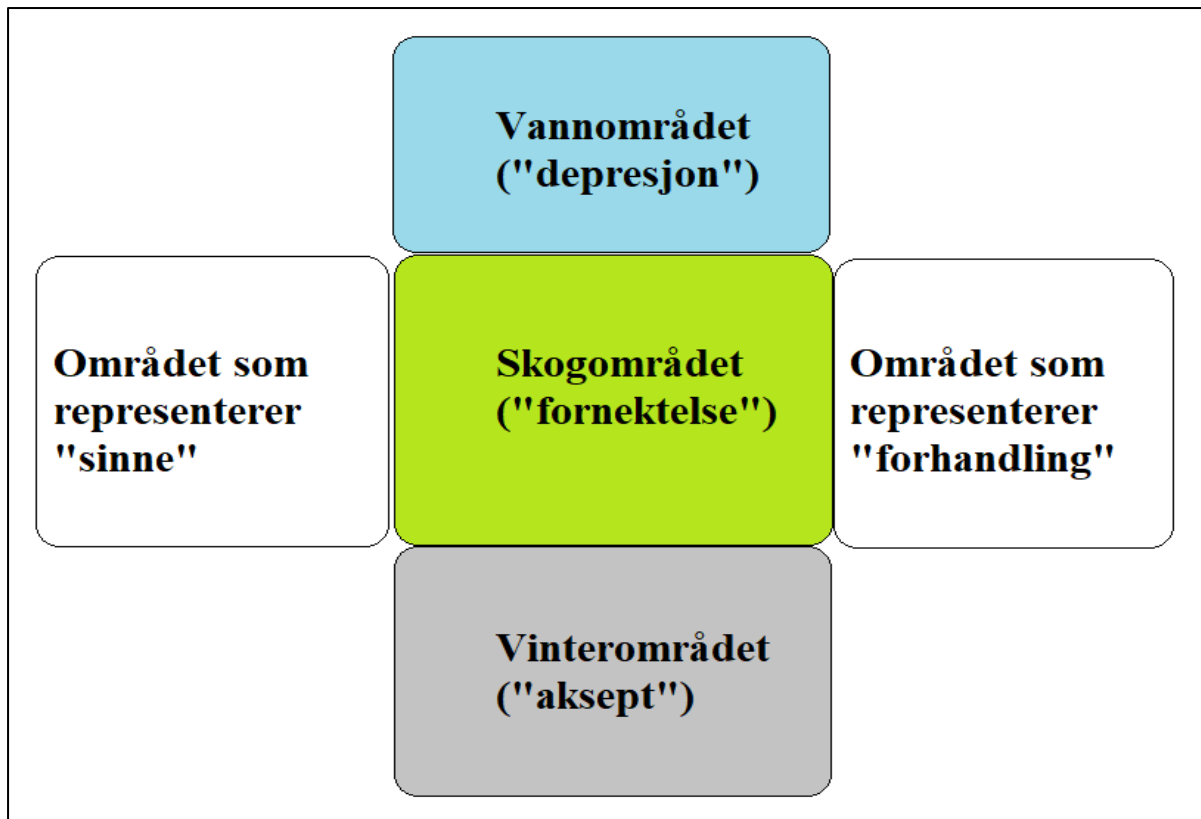 Vannområdet
("depresjon")
Området som
representerer
"sinne"
Skogområdet
("fornektelse")
Området som
representerer
"forhandling"
Vinterområdet
("aksept")